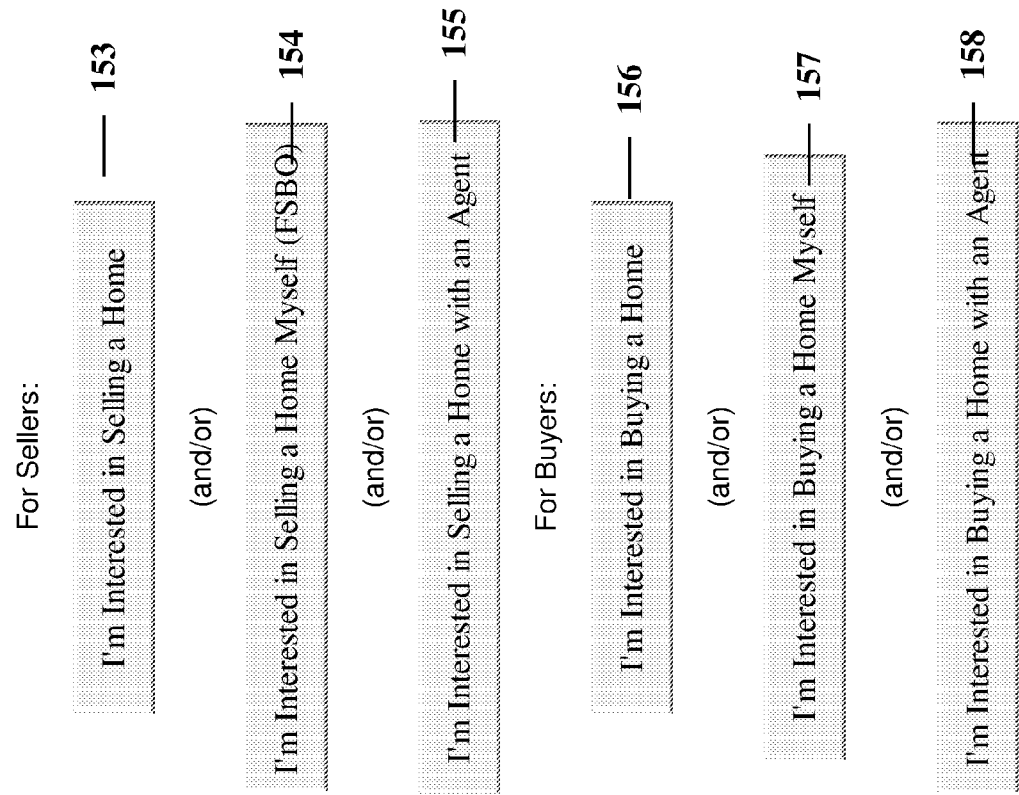 For Sellers:
I'm Interested in Selling a Home
153
(and/or)
I'm Interested in Selling a Home Myself (FSBO)
154
(and/or)
I'm Interested in Selling a Home with an Agent
155
For Buyers:
I'm Interested in Buying a Home
156
(and/or)
I'm Interested in Buying a Home Myself
157
(and/or)
I'm Interested in Buying a Home with an Agent
158